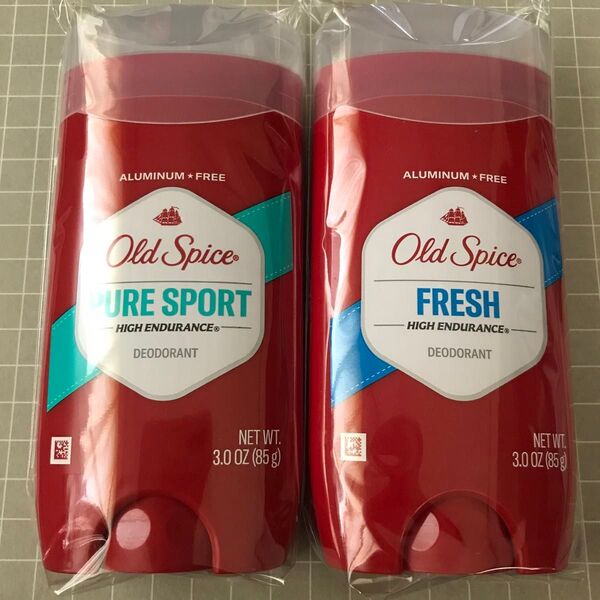 ALUMINUM★FREE
Old Spice®
PURE SPORT
HIGH ENDURANCE®
DEODORANT
NET WT.
3.0 OZ (85 g)
ALUMINUM★FREE
Old Spice®
FRESH
HIGH ENDURANCE®
DEODORANT
NET WT.
3.0 OZ (85 g)